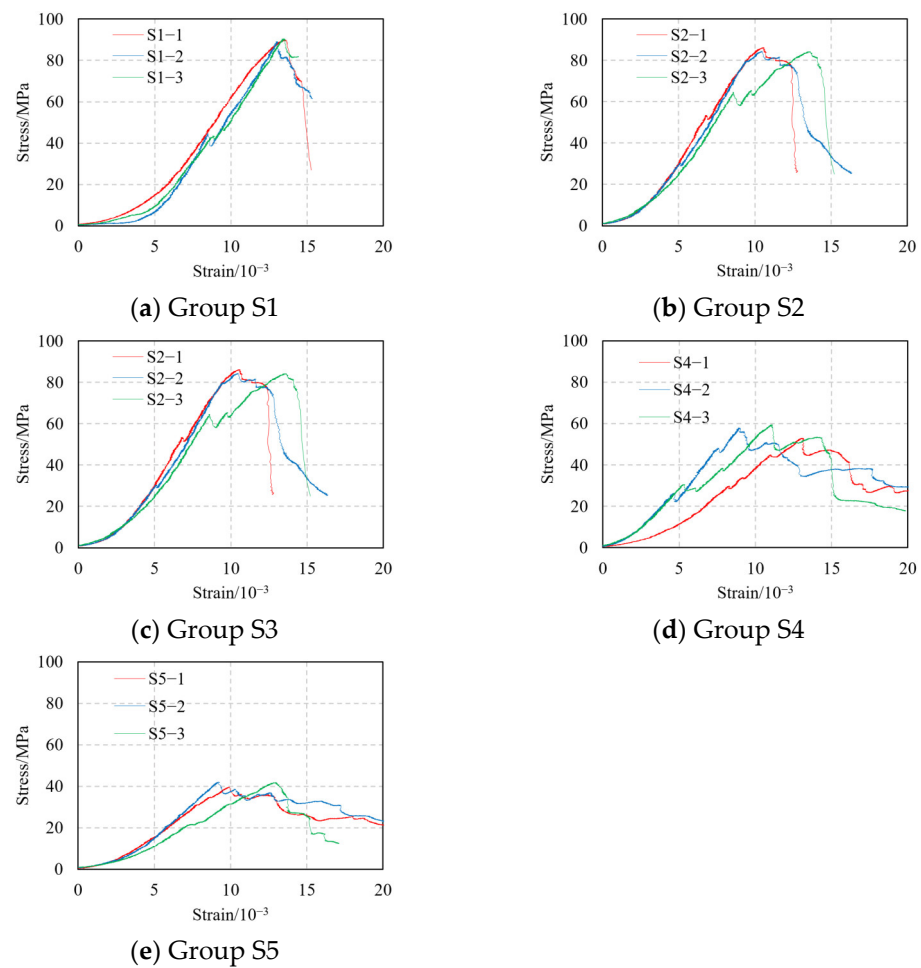 100
80
60
40
20
0
Stress/MPa
S1−1
S1−2
S1−3
0 5 10 15 20
Strain/10⁻³
(a) Group S1
100
80
60
40
20
0
Stress/MPa
S2−1
S2−2
S2−3
0 5 10 15 20
Strain/10⁻³
(b) Group S2
100
80
60
40
20
0
Stress/MPa
S2−1
S2−2
S2−3
0 5 10 15 20
Strain/10⁻³
(c) Group S3
100
80
60
40
20
0
Stress/MPa
S4−1
S4−2
S4−3
0 5 10 15 20
Strain/10⁻³
(d) Group S4
100
80
60
40
20
0
Stress/MPa
S5−1
S5−2
S5−3
0 5 10 15 20
Strain/10⁻³
(e) Group S5